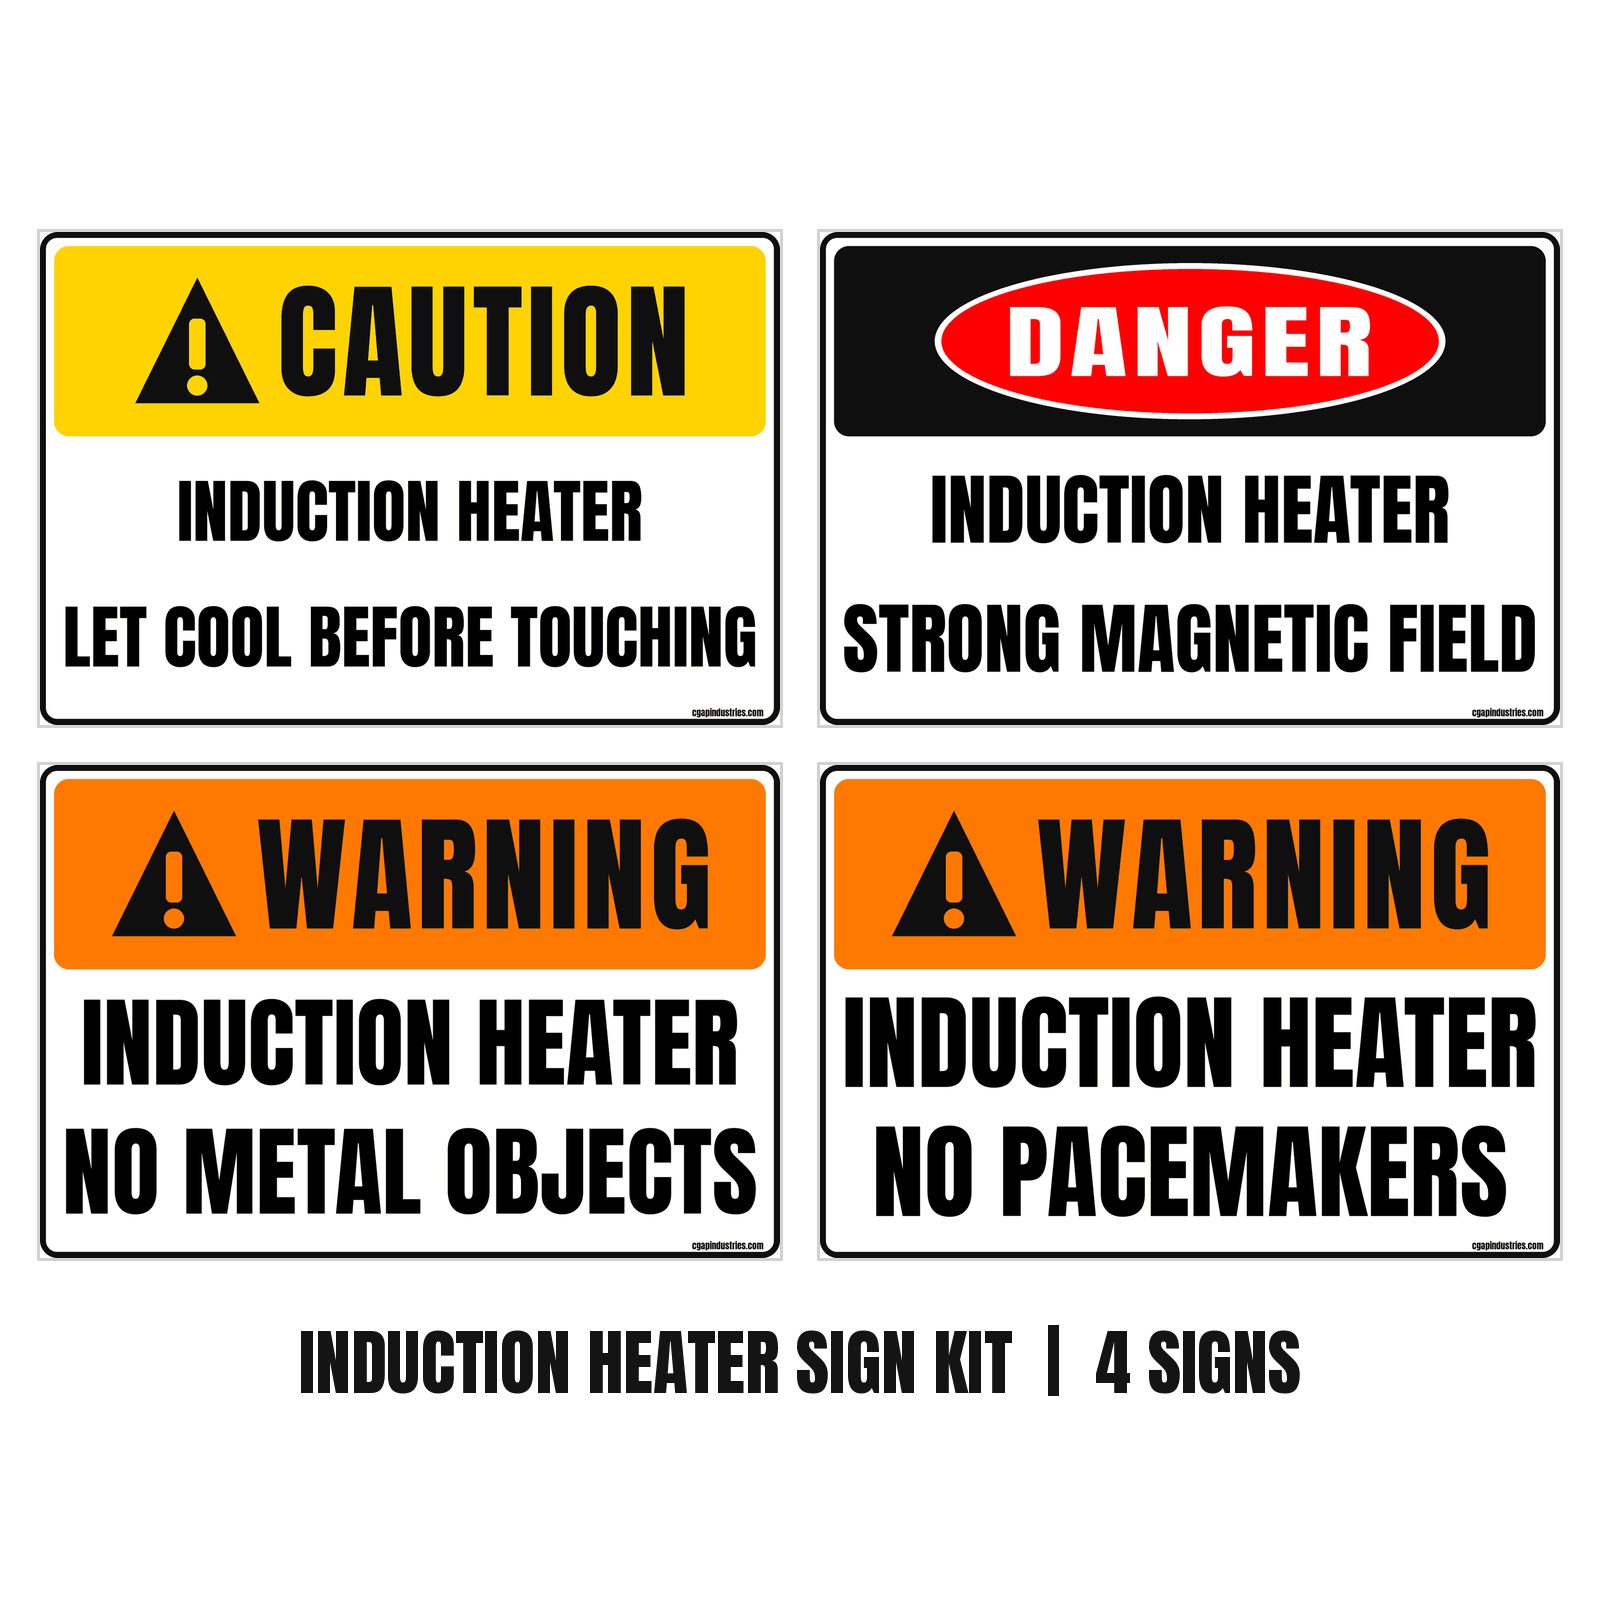 CAUTION
INDUCTION HEATER
LET COOL BEFORE TOUCHING
cgapindustries.com
DANGER
INDUCTION HEATER
STRONG MAGNETIC FIELD
cgapindustries.com
WARNING
INDUCTION HEATER
NO METAL OBJECTS
cgapindustries.com
WARNING
INDUCTION HEATER
NO PACEMAKERS
cgapindustries.com
INDUCTION HEATER SIGN KIT | 4 SIGNS